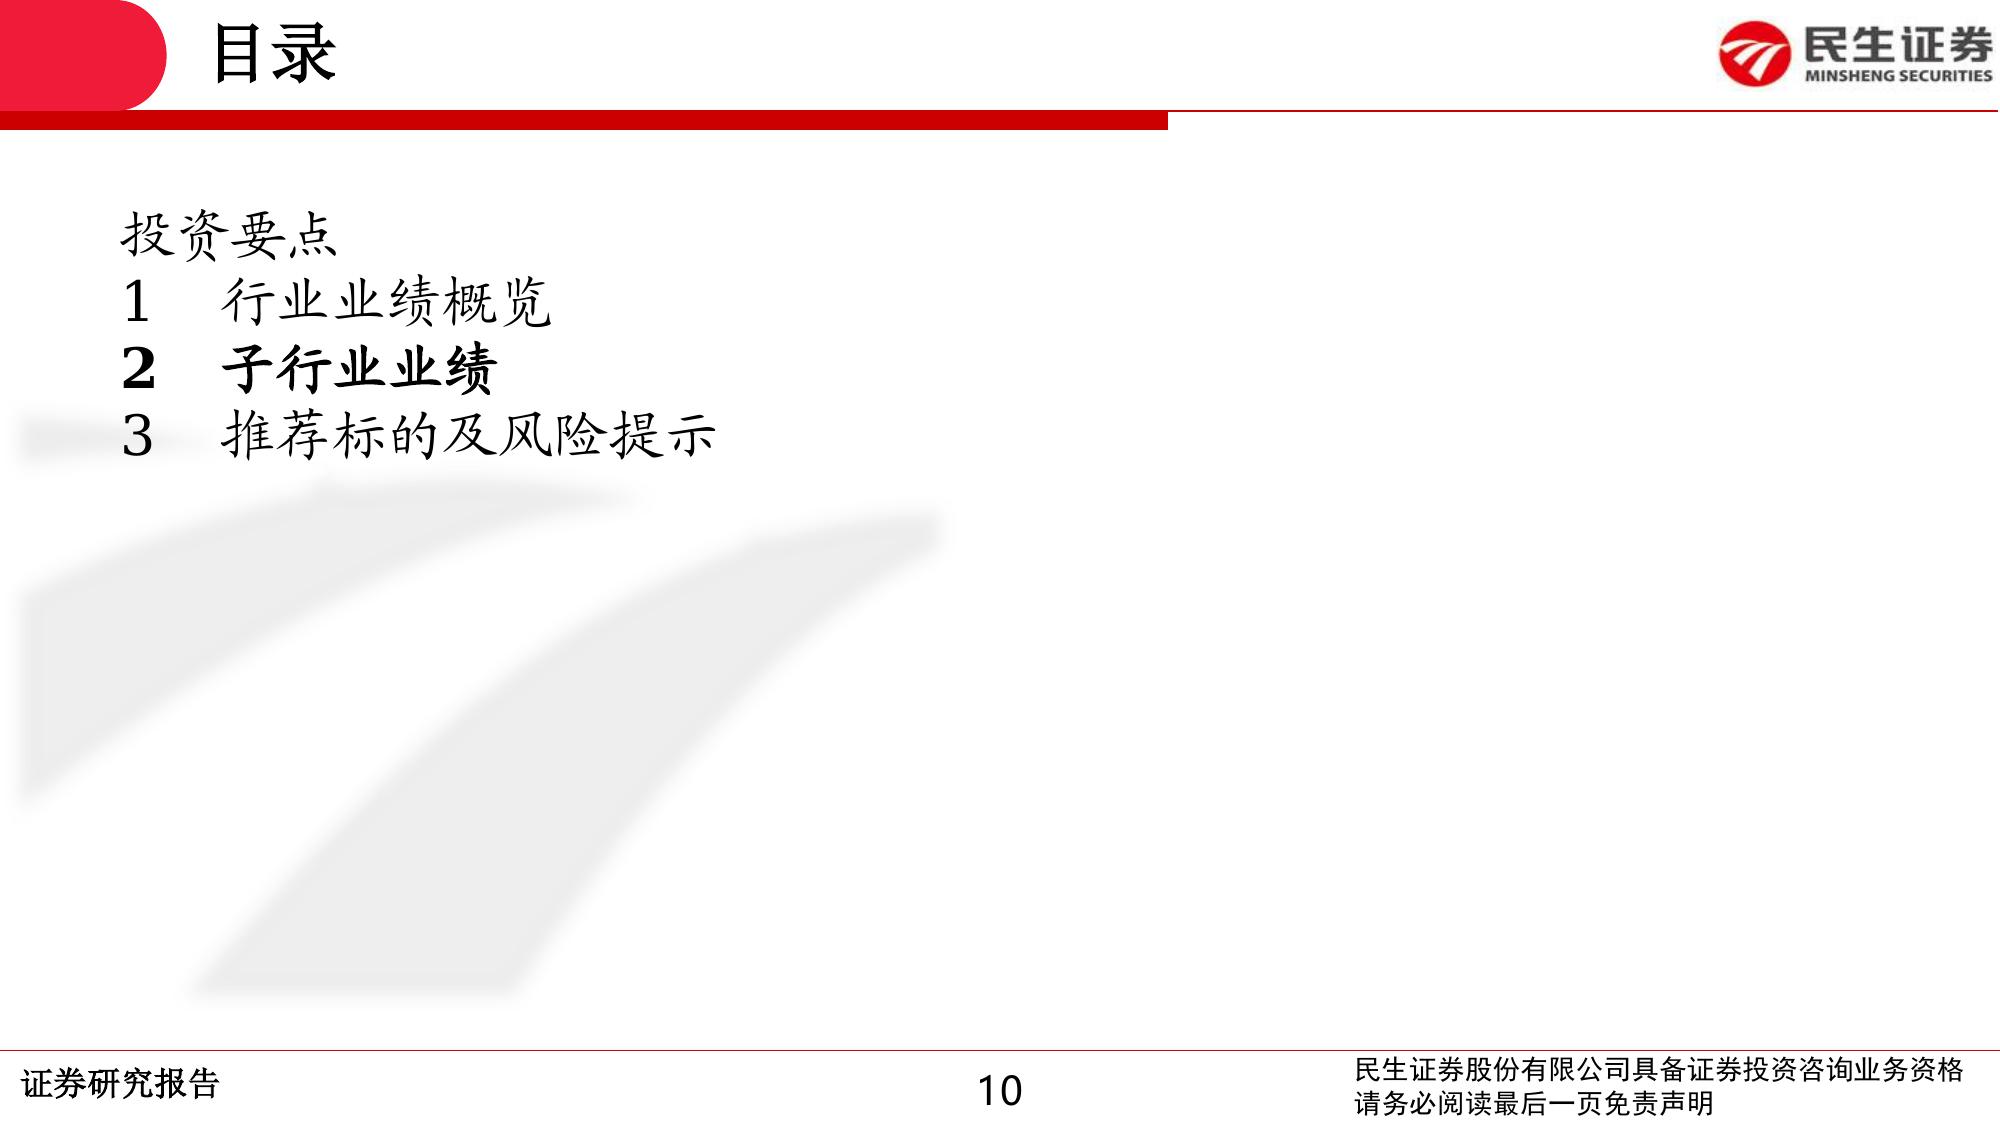 目录
民生证券
MINSHENG SECURITIES
投资要点
1 行业业绩概览
2 子行业业绩
3 推荐标的及风险提示
证券研究报告
10
民生证券股份有限公司具备证券投资咨询业务资格
请务必阅读最后一页免责声明